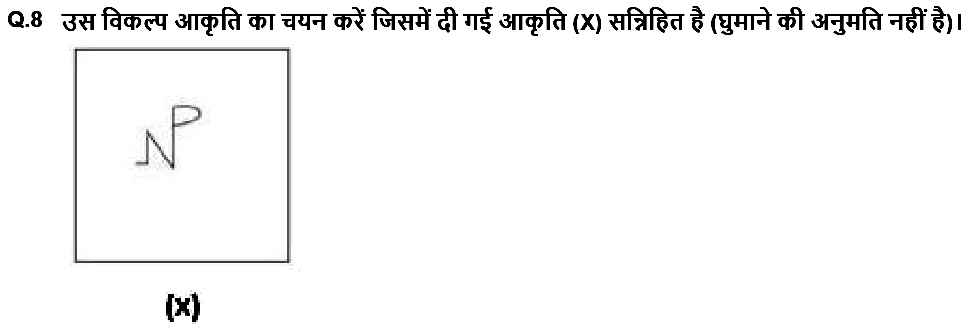 Q.8 उस विकल्प आकृति का चयन करें जिसमें दी गई आकृति (X) सन्निहित है (घुमाने की अनुमति नहीं है)।
(X)